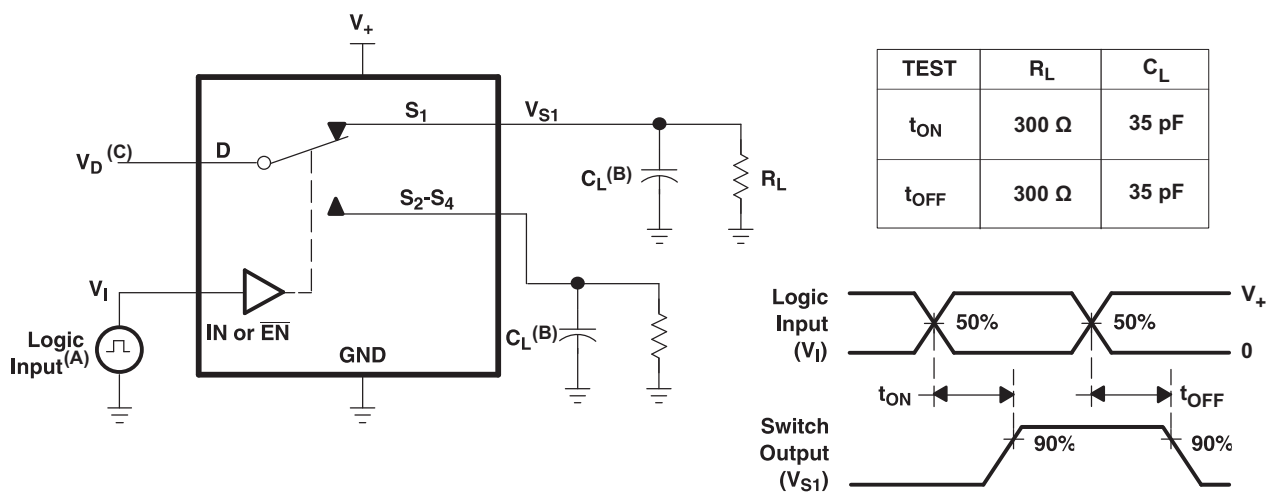 V+
S1
VS1
VD (C)
D
CL(B)
RL
S2-S4
VI
IN or EN
Logic
Input(A)
GND
CL(B)
TEST RL CL
tON 300 Ω 35 pF
tOFF 300 Ω 35 pF
Logic
Input
(VI)
50%
50%
V+
0
tON
tOFF
Switch
Output
(VS1)
90%
90%